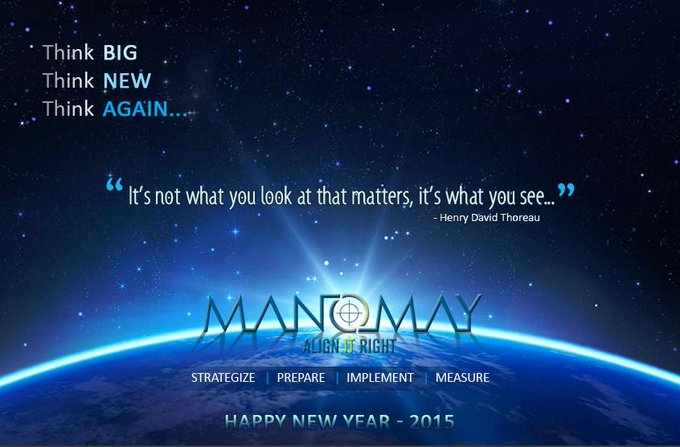 Think BIG
Think NEW
Think AGAIN...
“It's not what you look at that matters, it's what you see...”
- Henry David Thoreau
MANOMAY
ALIGN IT RIGHT
STRATEGIZE | PREPARE | IMPLEMENT | MEASURE
HAPPY NEW YEAR - 2015